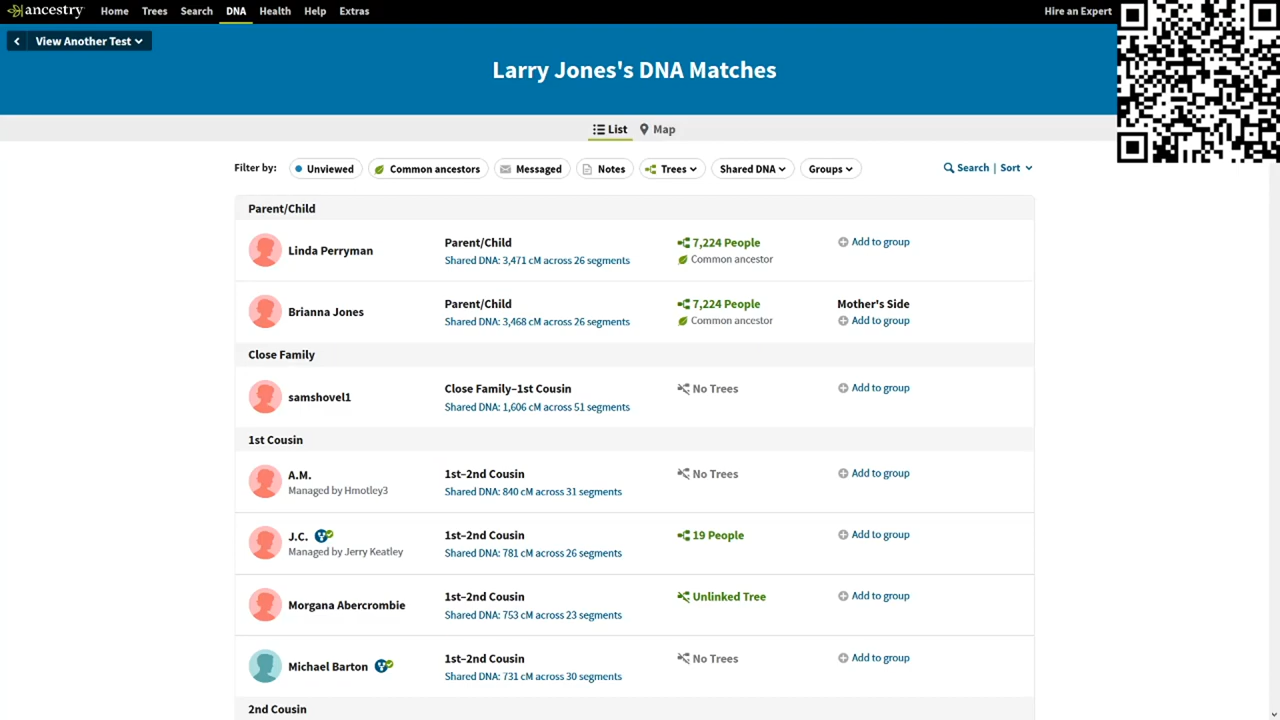 ancestry Home Trees Search DNA Health Help Extras Hire an Expert
View Another Test
Larry Jones's DNA Matches
List Map
Filter by: Unviewed Common ancestors Messaged Notes Trees Shared DNA Groups Search | Sort
Parent/Child
Linda Perryman
Parent/Child
Shared DNA: 3,471 cM across 26 segments
7,224 People
Common ancestor
Add to group
Brianna Jones
Parent/Child
Shared DNA: 3,468 cM across 26 segments
7,224 People
Common ancestor
Mother's Side
Add to group
Close Family
samshovel1
Close Family–1st Cousin
Shared DNA: 1,606 cM across 51 segments
No Trees
Add to group
1st Cousin
A.M.
Managed by Hmotley3
1st–2nd Cousin
Shared DNA: 840 cM across 31 segments
No Trees
Add to group
J.C.
Managed by Jerry Keatley
1st–2nd Cousin
Shared DNA: 781 cM across 26 segments
19 People
Add to group
Morgana Abercrombie
1st–2nd Cousin
Shared DNA: 753 cM across 23 segments
Unlinked Tree
Add to group
Michael Barton
1st–2nd Cousin
Shared DNA: 731 cM across 30 segments
No Trees
Add to group
2nd Cousin